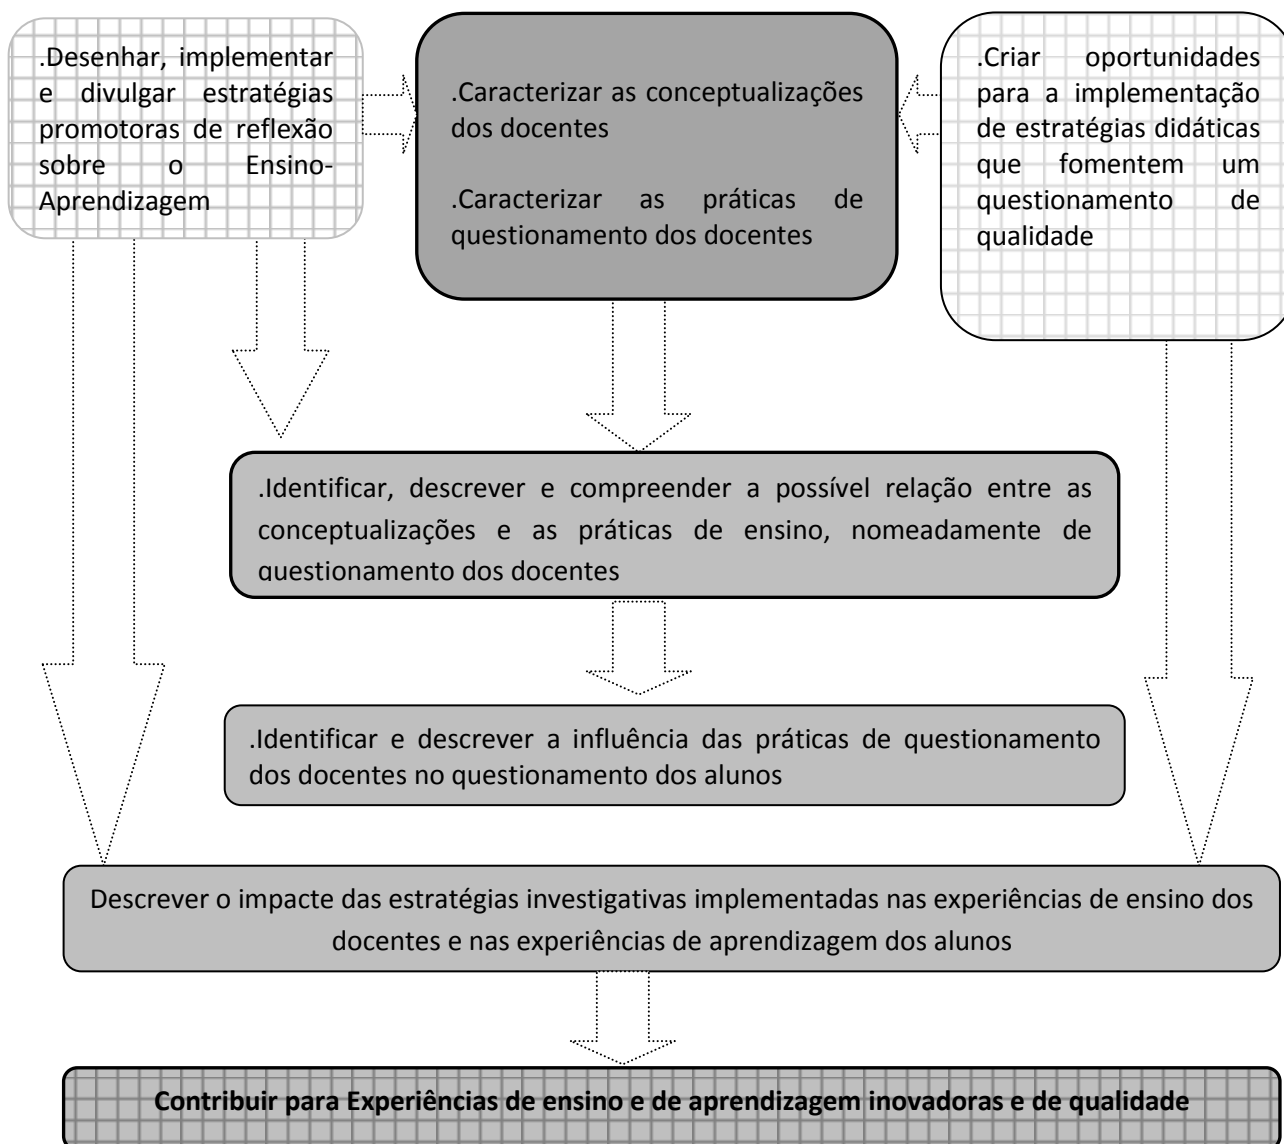 .Desenhar, implementar
e divulgar estratégias
promotoras de reflexão
sobre o Ensino-
Aprendizagem
.Caracterizar as conceptualizações
dos docentes
.Caracterizar as práticas de
questionamento dos docentes
.Criar oportunidades
para a implementação
de estratégias didáticas
que fomentem um
questionamento de
qualidade
.Identificar, descrever e compreender a possível relação entre as
conceptualizações e as práticas de ensino, nomeadamente de
questionamento dos docentes
.Identificar e descrever a influência das práticas de questionamento
dos docentes no questionamento dos alunos
Descrever o impacte das estratégias investigativas implementadas nas experiências de ensino dos
docentes e nas experiências de aprendizagem dos alunos
Contribuir para Experiências de ensino e de aprendizagem inovadoras e de qualidade